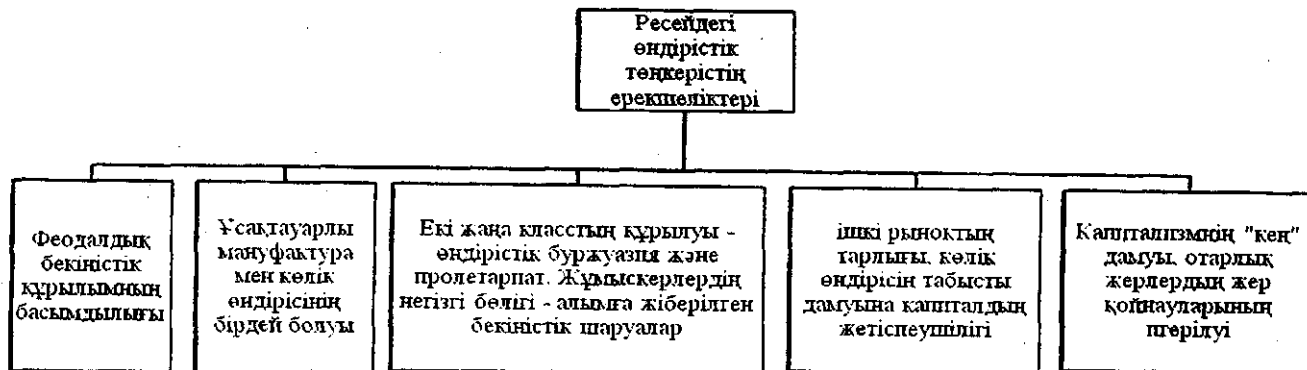 Ресейдегі
өндірістік
төңкерістің
ерекшеліктері
Феодалдық
бекіністік
құрылымның
басымдылығы
Ұсақтауарлы
мануфактура
мен көлік
өндірісінің
бірдей болуы
Екі жаңа класстың құрылуы -
өндірістік буржуазия және
пролетариат. Жұмыскерлердің
негізгі бөлігі - алымға жіберілген
бекіністік шаруалар
ішкі рыноктың
тарлығы, көлік
өндірісін табысты
дамуына капиталдың
жетіспеушілігі
Капитализмнің "кең"
дамуы, отарлық
жерлердың жер
қойнауларының
игерілуі